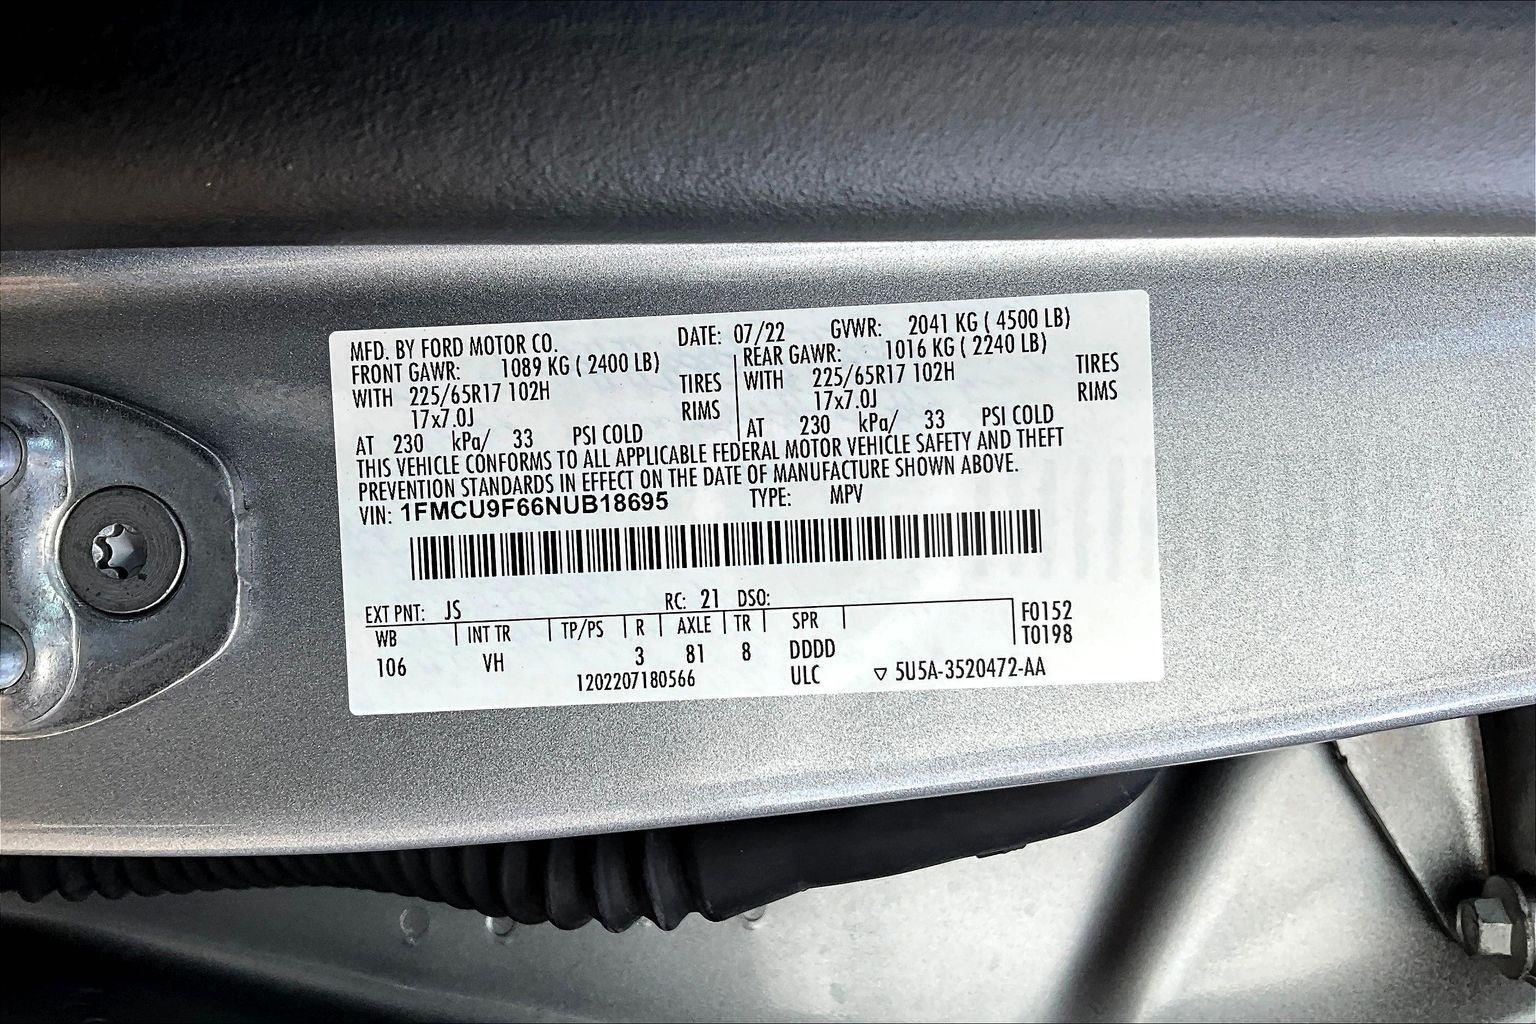 MFD. BY FORD MOTOR CO. DATE: 07/22 GVWR: 2041 KG ( 4500 LB)
FRONT GAWR: 1089 KG ( 2400 LB) REAR GAWR: 1016 KG ( 2240 LB)
WITH 225/65R17 102H TIRES WITH 225/65R17 102H TIRES
17x7.0J RIMS 17x7.0J RIMS
AT 230 kPa/ 33 PSI COLD AT 230 kPa/ 33 PSI COLD
THIS VEHICLE CONFORMS TO ALL APPLICABLE FEDERAL MOTOR VEHICLE SAFETY AND THEFT
PREVENTION STANDARDS IN EFFECT ON THE DATE OF MANUFACTURE SHOWN ABOVE.
VIN: 1FMCU9F66NUB18695 TYPE: MPV
EXT PNT: JS RC: 21 DSO: F0152
WB INT TR TP/PS R AXLE TR SPR T0198
106 VH 3 81 8 DDDD
1202207180566 ULC ▽ 5U5A-3520472-AA